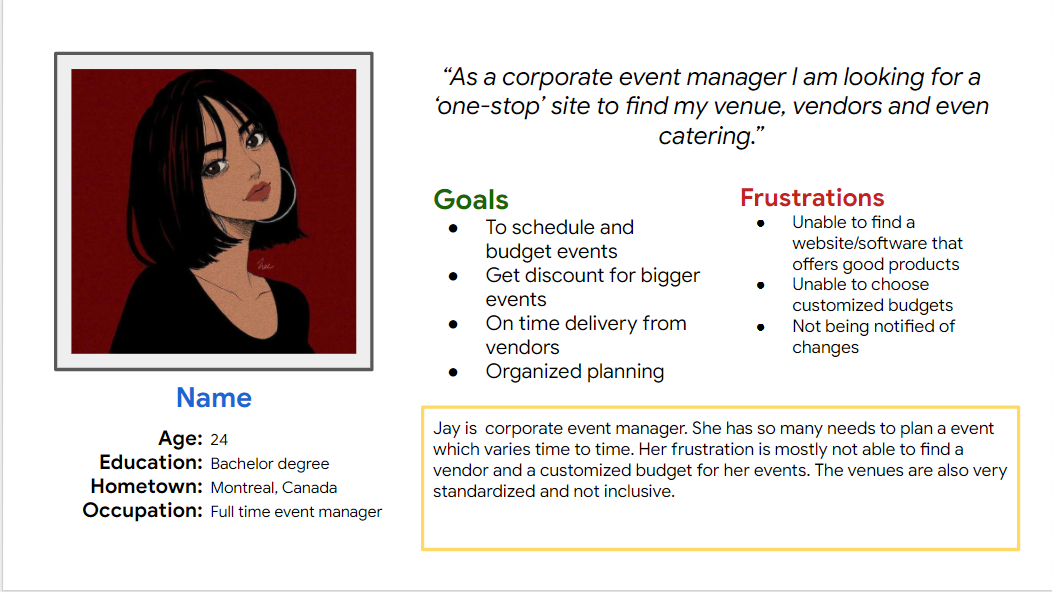 “As a corporate event manager I am looking for a
‘one-stop’ site to find my venue, vendors and even
catering.”
Goals
● To schedule and
budget events
● Get discount for bigger
events
● On time delivery from
vendors
● Organized planning
Frustrations
● Unable to find a
website/software that
offers good products
● Unable to choose
customized budgets
● Not being notified of
changes
Name
Age: 24
Education: Bachelor degree
Hometown: Montreal, Canada
Occupation: Full time event manager
Jay is  corporate event manager. She has so many needs to plan a event
which varies time to time. Her frustration is mostly not able to find a
vendor and a customized budget for her events. The venues are also very
standardized and not inclusive.